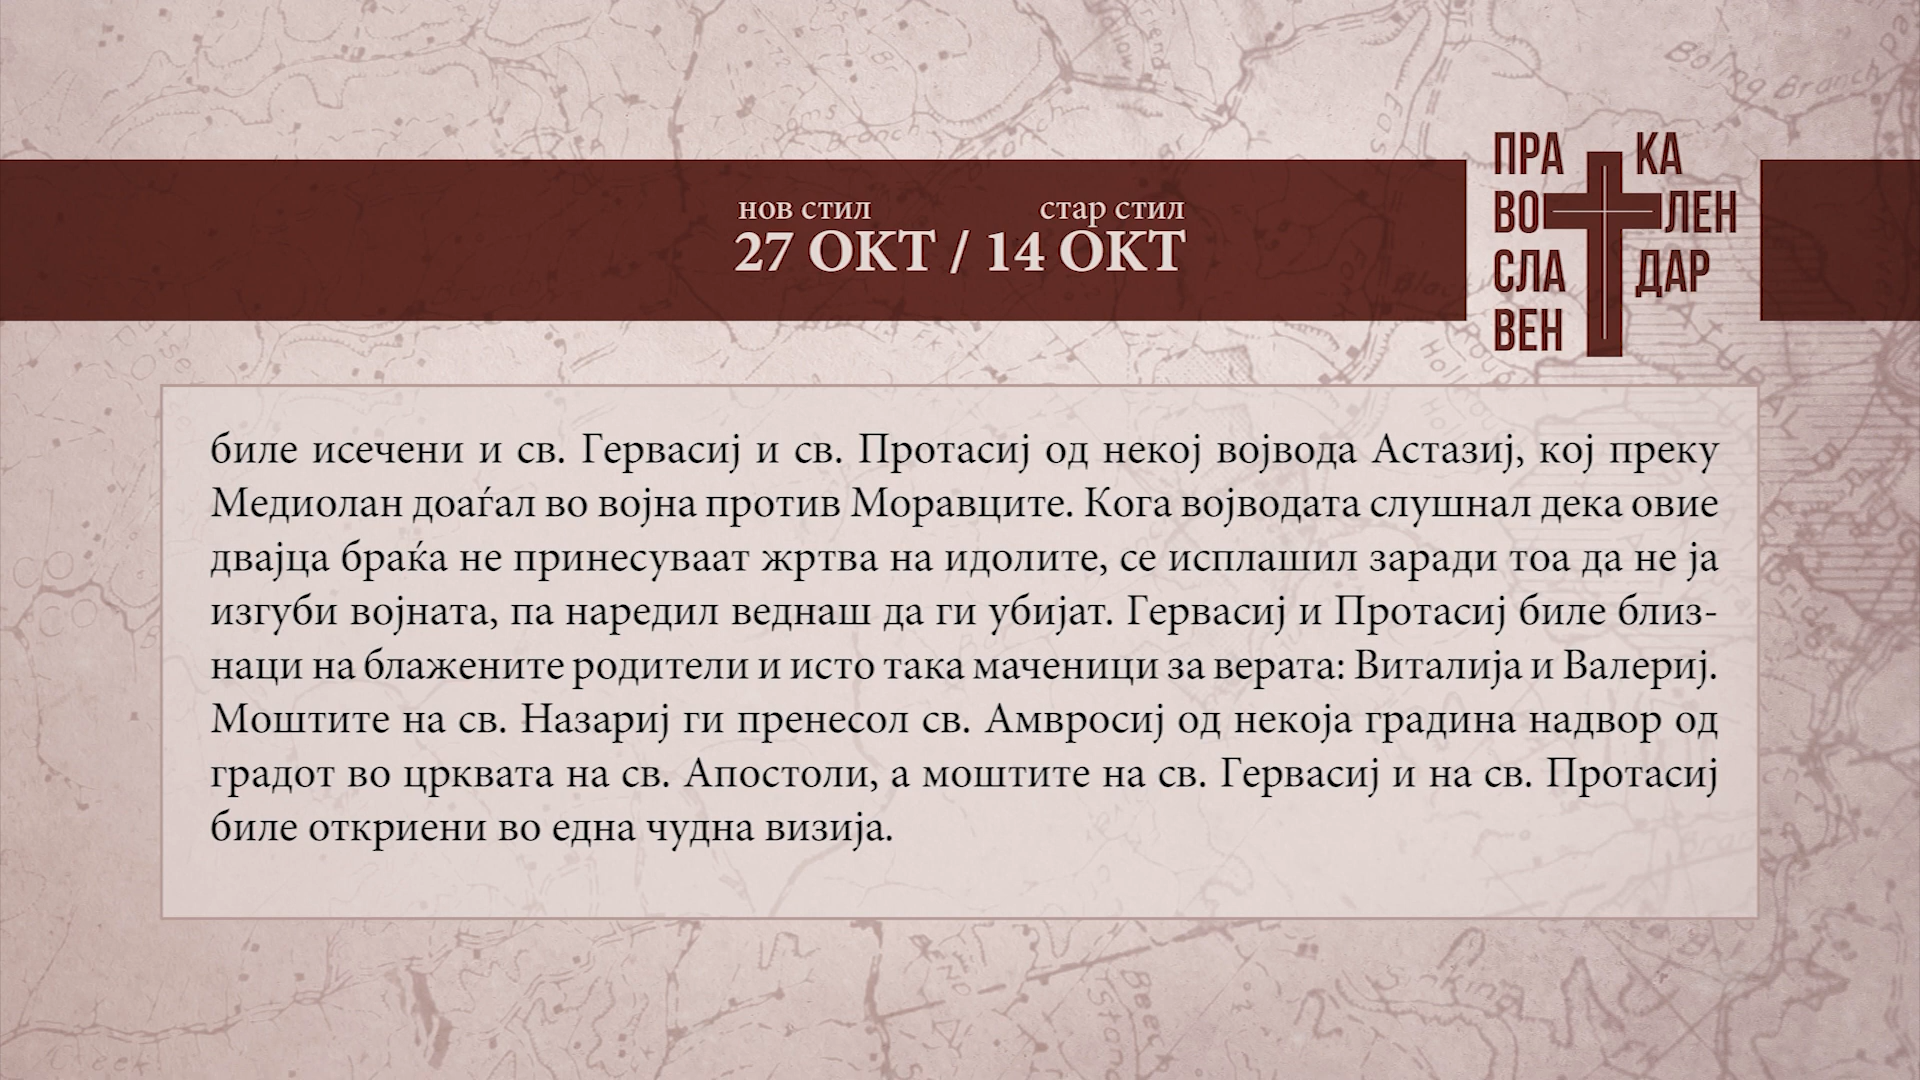 нов стил стар стил
27 ОКТ / 14 ОКТ
ПРА КА
ВО ЛЕН
СЛА ДАР
ВЕН
биле исечени и св. Гервасиј и св. Протасиј од некој војвода Астазиј, кој преку
Медиолан доаѓал во војна против Моравците. Кога војводата слушнал дека овие
двајца браќа не принесуваат жртва на идолите, се исплашил заради тоа да не ја
изгуби војната, па наредил веднаш да ги убијат. Гервасиј и Протасиј биле близ-
наци на блажените родители и исто така маченици за верата: Виталија и Валериј.
Моштите на св. Назариј ги пренесол св. Амвросиј од некоја градина надвор од
градот во црквата на св. Апостоли, а моштите на св. Гервасиј и на св. Протасиј
биле откриени во една чудна визија.